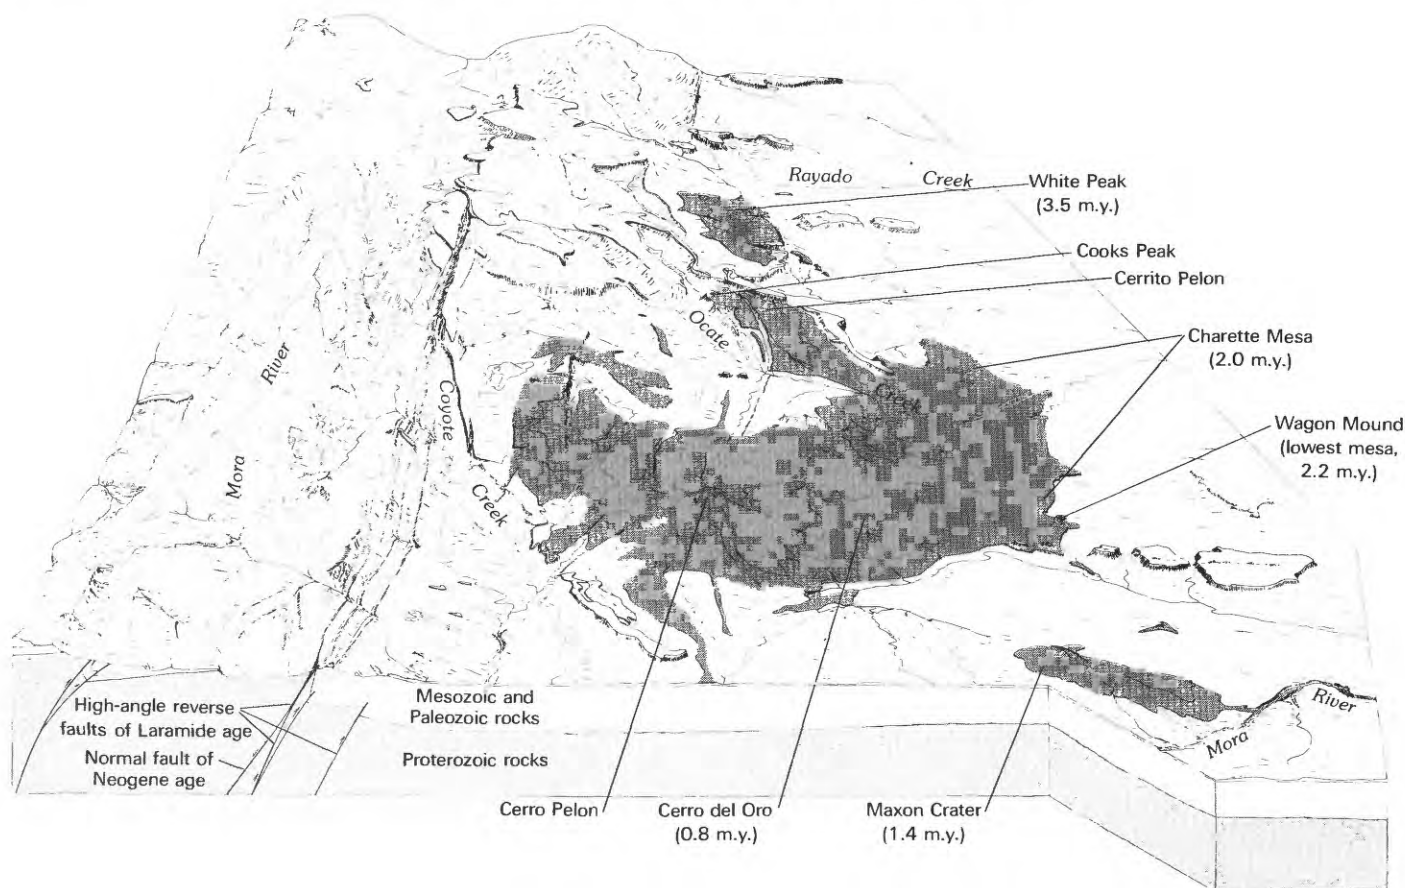 Rayado Creek
White Peak
(3.5 m.y.)
Cooks Peak
Cerrito Pelon
Ocate
Creek
Charette Mesa
(2.0 m.y.)
River
Mora
Coyote
Creek
Wagon Mound
(lowest mesa,
2.2 m.y.)
High-angle reverse
faults of Laramide age
Normal fault of
Neogene age
Mesozoic and
Paleozoic rocks
Proterozoic rocks
River
Mora
Cerro Pelon
Cerro del Oro
(0.8 m.y.)
Maxon Crater
(1.4 m.y.)